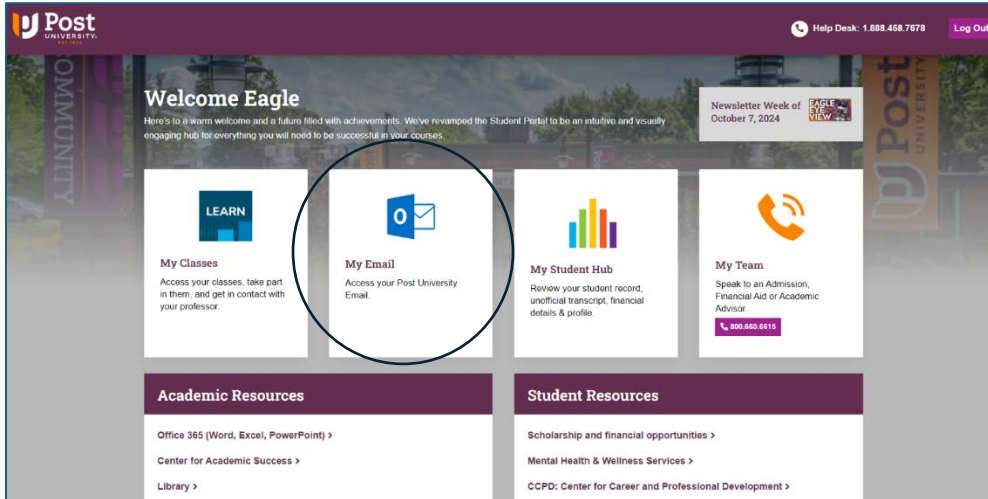 Post
UNIVERSITY.
Help Desk: 1.888.458.7678
Log Out
COMMUNITY
Post
UNIVERSITY
Welcome Eagle
Here's to a warm welcome and a future filled with achievements. We've revamped the Student Portal to be an intuitive and visually
engaging hub for everything you will need to be successful in your courses.
Newsletter Week of
October 7, 2024
EAGLE
EYE
VIEW
LEARN
My Classes
Access your classes, take part
in them, and get in contact with
your professor.
O
My Email
Access your Post University
Email.
My Student Hub
Review your student record,
unofficial transcript, financial
details & profile.
My Team
Speak to an Admission,
Financial Aid or Academic
Advisor
800.660.6615
Academic Resources
Office 365 (Word, Excel, PowerPoint) >
Center for Academic Success >
Library >
Student Resources
Scholarship and financial opportunities >
Mental Health & Wellness Services >
CCPD: Center for Career and Professional Development >